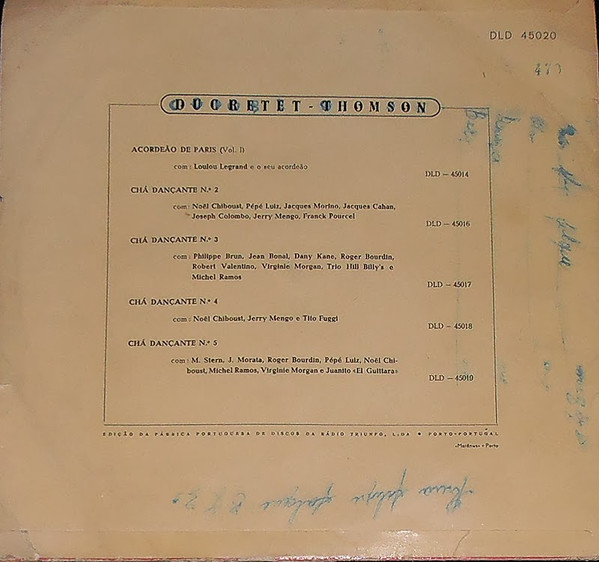 DLD 45020
DUCRETET - THOMSON
ACORDEÃO DE PARIS (Vol. I)
com: Loulou Legrand e o seu acordeão
DLD — 45014
CHÁ DANÇANTE N.º 2
com: Noël Chiboust, Pépé Luiz, Jacques Morino, Jacques Cahan,
Joseph Colombo, Jerry Mengo, Franck Pourcel
DLD — 45016
CHÁ DANÇANTE N.º 3
com: Philippe Brun, Jean Bonal, Dany Kane, Roger Bourdin,
Robert Valentino, Virginie Morgan, Trio Hill Billy's e
Michel Ramos
DLD — 45017
CHÁ DANÇANTE N.º 4
com: Noël Chiboust, Jerry Mengo e Tito Fuggi
DLD — 45018
CHÁ DANÇANTE N.º 5
com: M. Stern, J. Morata, Roger Bourdin, Pépé Luiz, Noël Chi-
boust, Michel Ramos, Virginie Morgan e Juanito «El Guittara»
DLD — 45019
EDIÇÃO DA FÁBRICA PORTUGUESA DE DISCOS DA RÁDIO TRIUNFO, L.DA • PORTO-PORTUGAL
«Marânus» - Porto